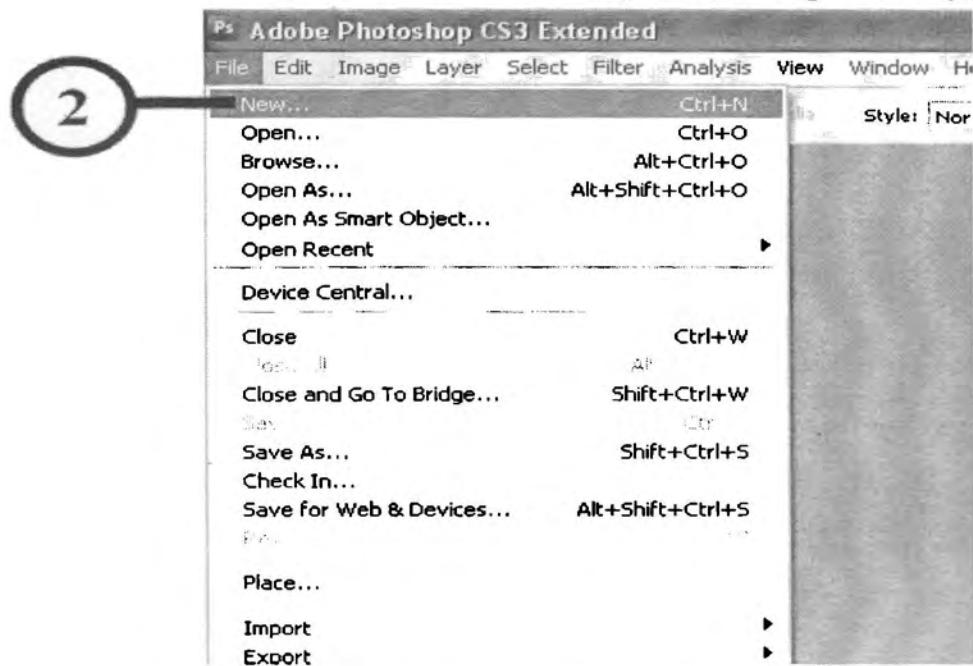 Ps Adobe Photoshop CS3 Extended
File Edit Image Layer Select Filter Analysis View Window
2
New... Ctrl+N
Style: Nor
Open... Ctrl+O
Browse... Alt+Ctrl+O
Open As... Alt+Shift+Ctrl+O
Open As Smart Object...
Open Recent
Device Central...
Close Ctrl+W
Close and Go To Bridge... Shift+Ctrl+W
Save As... Shift+Ctrl+S
Check In...
Save for Web & Devices... Alt+Shift+Ctrl+S
Place...
Import
Export